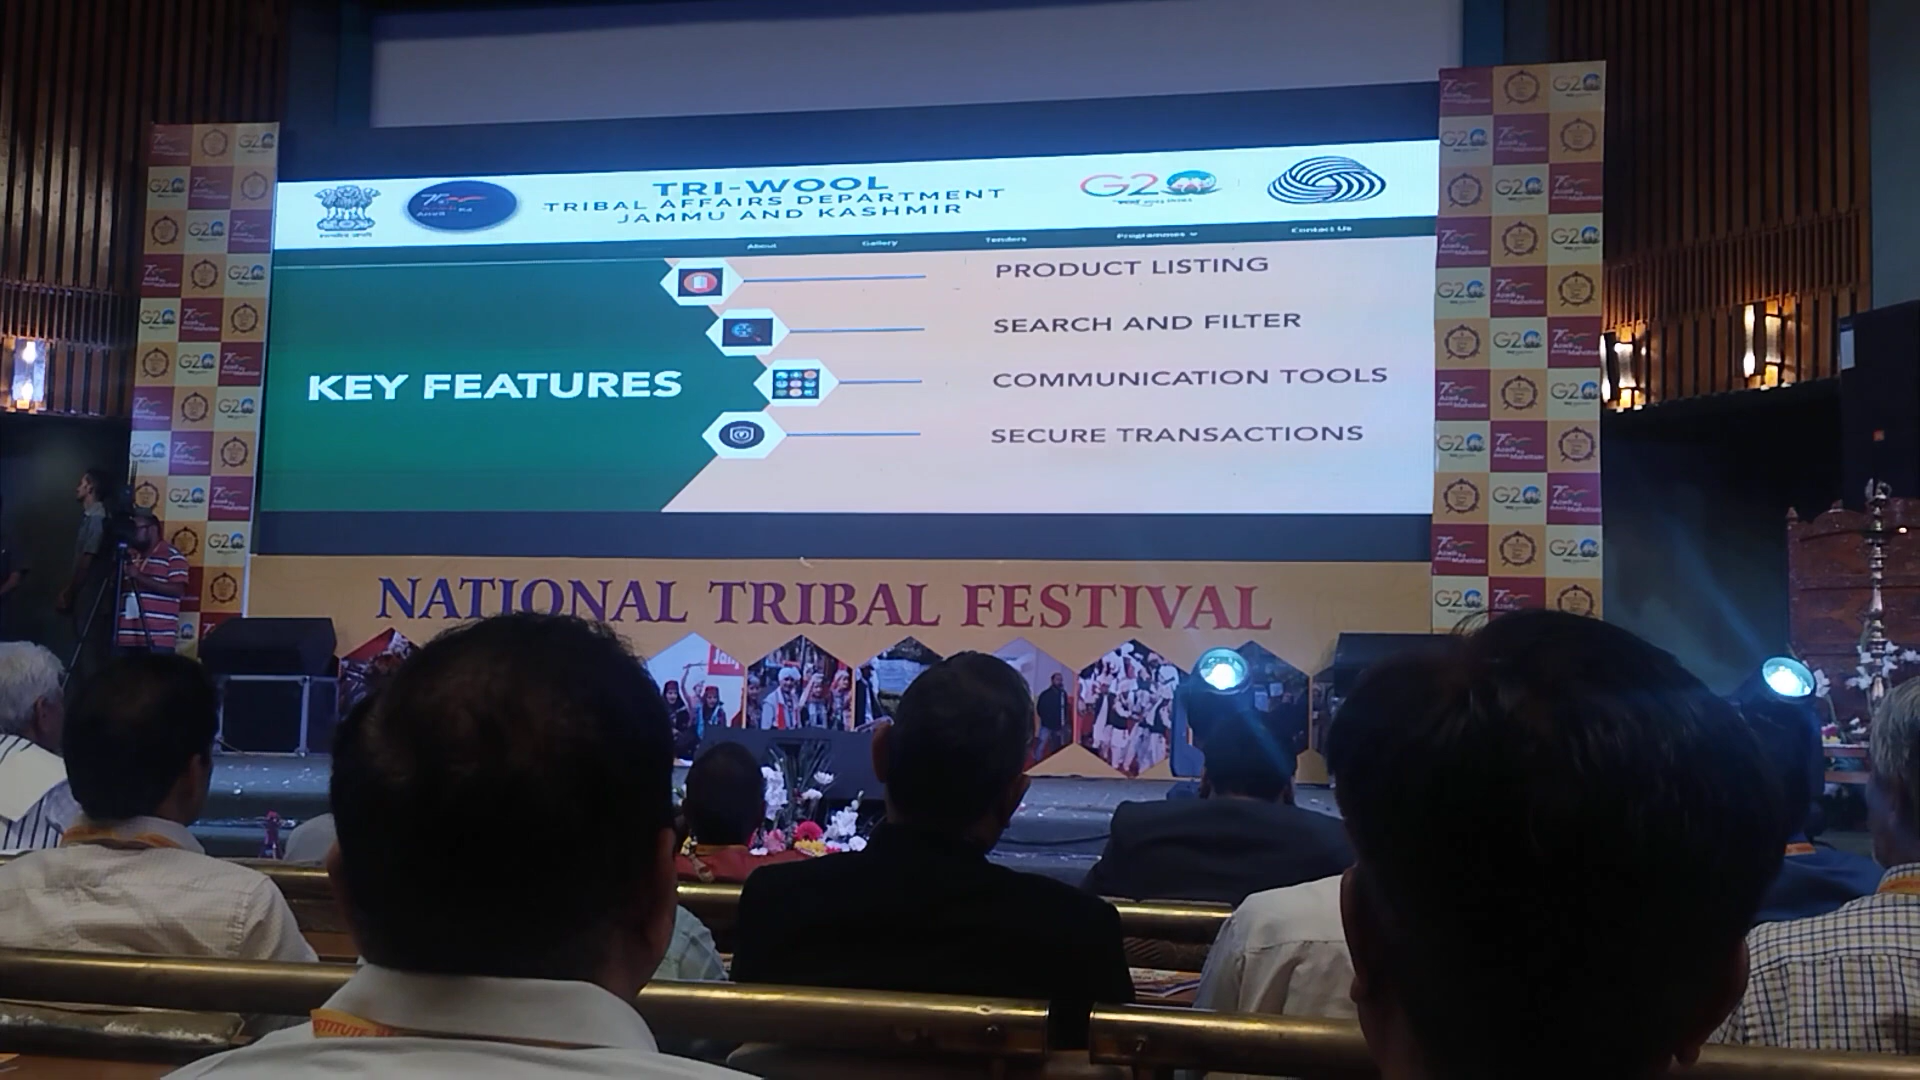 TRI-WOOL
TRIBAL AFFAIRS DEPARTMENT
JAMMU AND KASHMIR
G20
About
Gallery
Tenders
Programmes
Contact Us
KEY FEATURES
PRODUCT LISTING
SEARCH AND FILTER
COMMUNICATION TOOLS
SECURE TRANSACTIONS
NATIONAL TRIBAL FESTIVAL